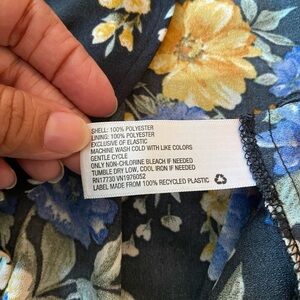 SHELL: 100% POLYESTER
LINING: 100% POLYESTER
EXCLUSIVE OF ELASTIC
MACHINE WASH COLD WITH LIKE COLORS
GENTLE CYCLE
ONLY NON-CHLORINE BLEACH IF NEEDED
TUMBLE DRY LOW, COOL IRON IF NEEDED
RN17730 VN1976052
LABEL MADE FROM 100% RECYCLED PLASTIC